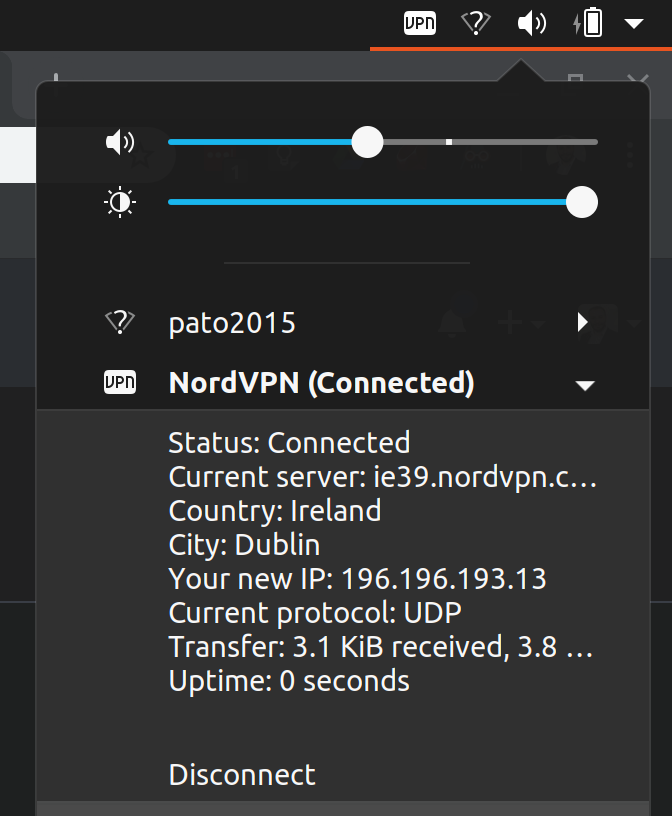 VPN
pato2015
VPN
NordVPN (Connected)
Status: Connected
Current server: ie39.nordvpn.c…
Country: Ireland
City: Dublin
Your new IP: 196.196.193.13
Current protocol: UDP
Transfer: 3.1 KiB received, 3.8 …
Uptime: 0 seconds
Disconnect